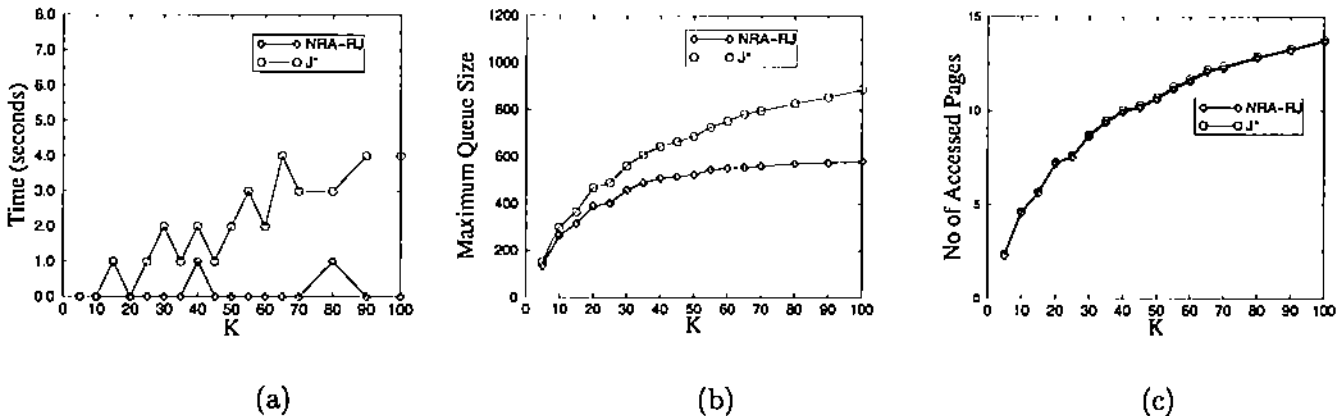 8.0
7.0
6.0
5.0
4.0
3.0
2.0
1.0
0.0
Time (seconds)
NRA-RJ
J*
0 10 20 30 40 50 60 70 80 90 100
K
(a)
1200
1000
800
600
400
200
0
Maximum Queue Size
NRA-RJ
J*
0 10 20 30 40 50 60 70 80 90 100
K
(b)
15
10
5
0
No of Accessed Pages
NRA-RJ
J*
0 10 20 30 40 50 60 70 80 90 100
K
(c)